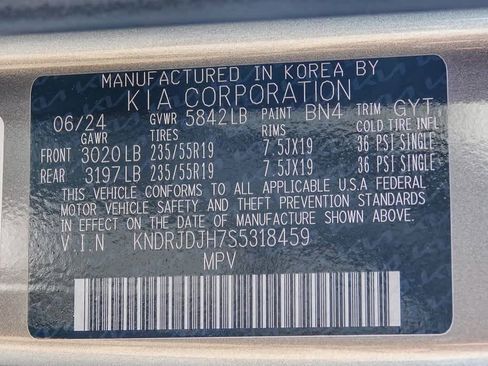 MANUFACTURED IN KOREA BY
KIA CORPORATION
06/24 GVWR 5842LB PAINT BN4 TRIM GYT
GAWR TIRES RIMS COLD TIRE INFL
FRONT 3020LB 235/55R19 7.5JX19 36 PSI SINGLE
REAR 3197LB 235/55R19 7.5JX19 36 PSI SINGLE
THIS VEHICLE CONFORMS TO ALL APPLICABLE U.S.A FEDERAL
MOTOR VEHICLE SAFETY AND THEFT PREVENTION STANDARDS
IN EFFECT ON THE DATE OF MANUFACTURE SHOWN ABOVE
V.I.N KNDRJDJH7S5318459
MPV